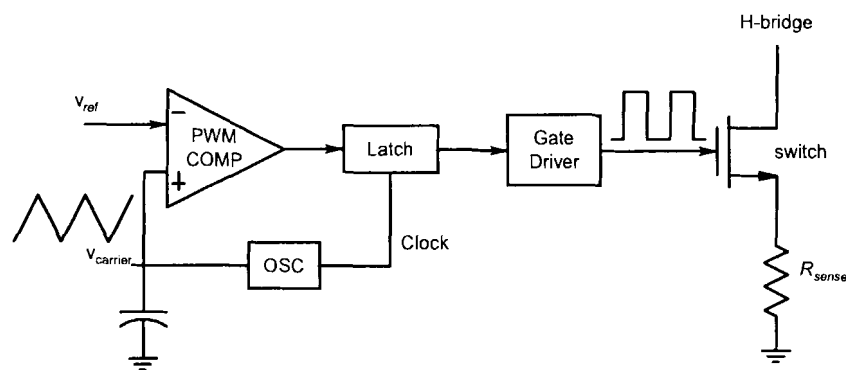 H-bridge
v_ref
−
PWM
COMP
+
Latch
Gate
Driver
switch
Clock
v_carrier
OSC
R_sense